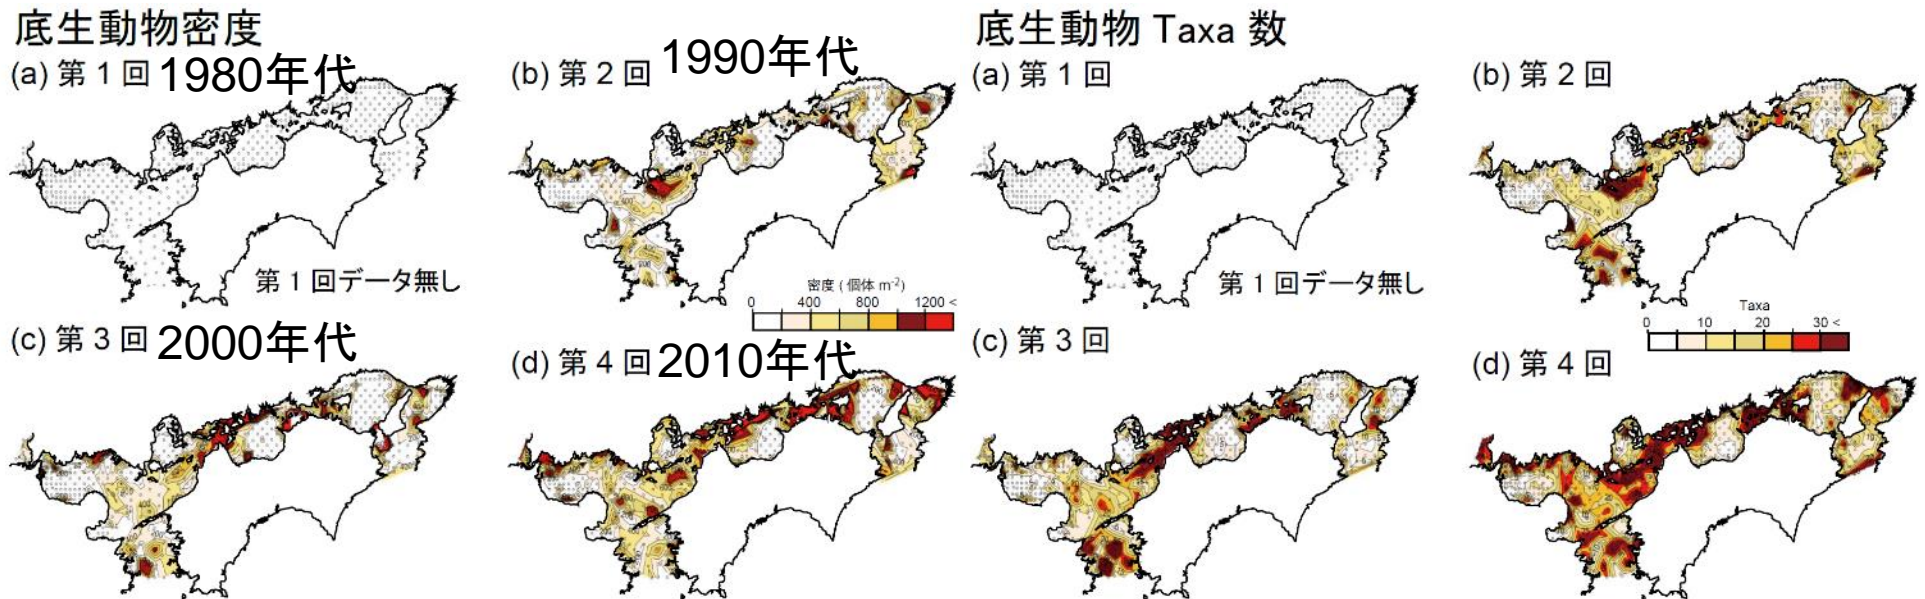 底生動物密度
(a) 第 1 回 1980年代
第 1 回データ無し
(b) 第 2 回 1990年代
密度 ( 個体 m-2)
0 400 800 1200 <
(c) 第 3 回 2000年代
(d) 第 4 回 2010年代
底生動物 Taxa 数
(a) 第 1 回
第 1 回データ無し
(b) 第 2 回
Taxa
0 10 20 30 <
(c) 第 3 回
(d) 第 4 回